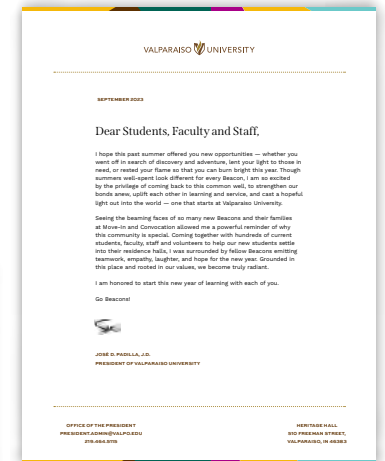 VALPARAISO UNIVERSITY
SEPTEMBER 2023
Dear Students, Faculty and Staff,
I hope this past summer offered you new opportunities — whether you
went off in search of discovery and adventure, lent your light to those in
need, or rested your flame so that you can burn bright this year. Though
summers well-spent look different for every Beacon, I am so excited
by the privilege of coming back to this common well, to strengthen our
bonds anew, uplift each other in learning and service, and cast a hopeful
light out into the world — one that starts at Valparaiso University.
Seeing the beaming faces of so many new Beacons and their families
at Move-In and Convocation allowed me a powerful reminder of why
this community is special. Coming together with hundreds of current
students, faculty, staff and volunteers to help our new students settle
into their residence halls, I was surrounded by fellow Beacons emitting
teamwork, empathy, laughter, and hope for the new year. Grounded in
this place and rooted in our values, we become truly radiant.
I am honored to start this new year of learning with each of you.
Go Beacons!
JOSÉ D. PADILLA, J.D.
PRESIDENT OF VALPARAISO UNIVERSITY
OFFICE OF THE PRESIDENT
PRESIDENT.ADMIN@VALPO.EDU
219.464.5115
HERITAGE HALL
510 FREEMAN STREET,
VALPARAISO, IN 46383